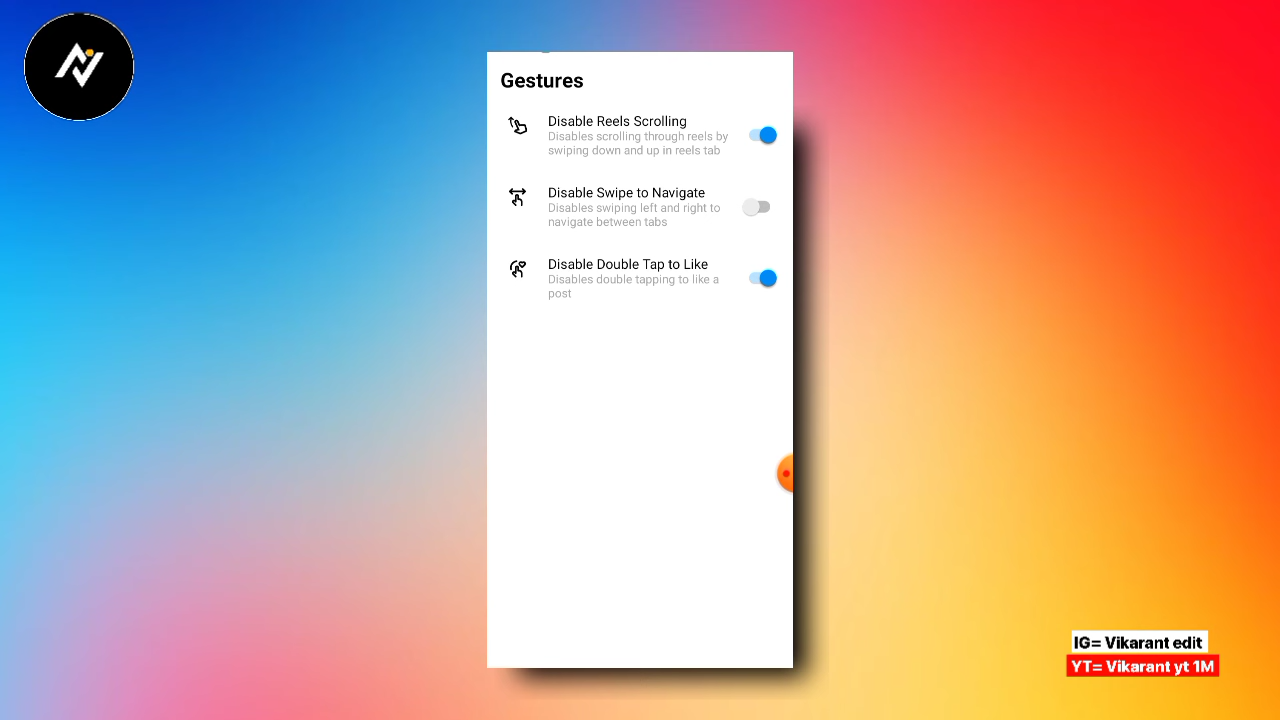 Gestures
Disable Reels Scrolling
Disables scrolling through reels by
swiping down and up in reels tab
Disable Swipe to Navigate
Disables swiping left and right to
navigate between tabs
Disable Double Tap to Like
Disables double tapping to like a
post
IG= Vikarant edit
YT= Vikarant yt 1M